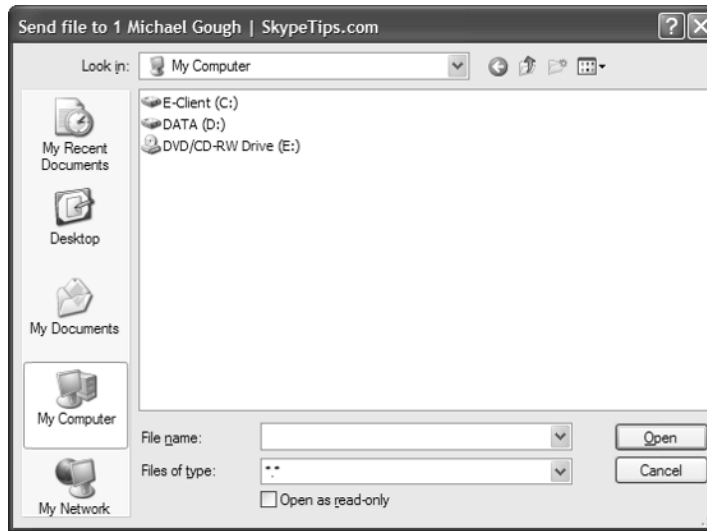 Send file to 1 Michael Gough | SkypeTips.com
Look in: My Computer
E-Client (C:)
DATA (D:)
DVD/CD-RW Drive (E:)
My Recent
Documents
Desktop
My Documents
My Computer
My Network
File name:
Open
Files of type: *.*
Cancel
Open as read-only